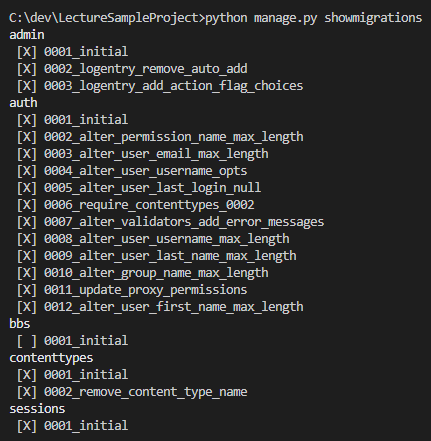 C:\dev\LectureSampleProject>python manage.py showmigrations
admin
 [X] 0001_initial
 [X] 0002_logentry_remove_auto_add
 [X] 0003_logentry_add_action_flag_choices
auth
 [X] 0001_initial
 [X] 0002_alter_permission_name_max_length
 [X] 0003_alter_user_email_max_length
 [X] 0004_alter_user_username_opts
 [X] 0005_alter_user_last_login_null
 [X] 0006_require_contenttypes_0002
 [X] 0007_alter_validators_add_error_messages
 [X] 0008_alter_user_username_max_length
 [X] 0009_alter_user_last_name_max_length
 [X] 0010_alter_group_name_max_length
 [X] 0011_update_proxy_permissions
 [X] 0012_alter_user_first_name_max_length
bbs
 [ ] 0001_initial
contenttypes
 [X] 0001_initial
 [X] 0002_remove_content_type_name
sessions
 [X] 0001_initial